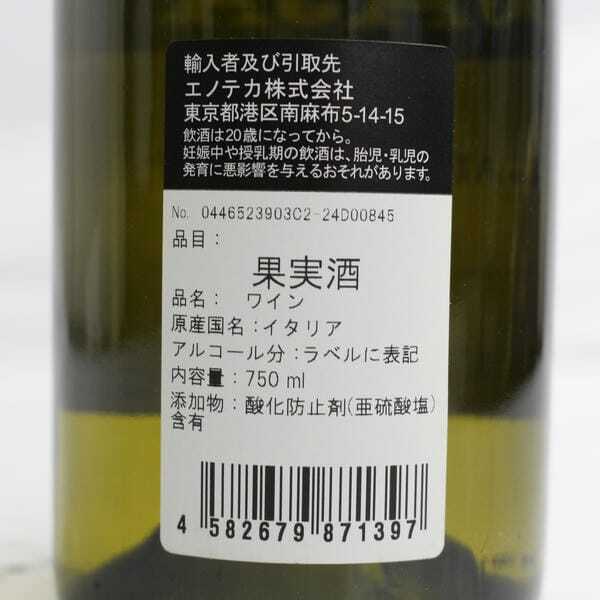 輸入者及び引取先
エノテカ株式会社
東京都港区南麻布5-14-15
飲酒は20歳になってから。
妊娠中や授乳期の飲酒は、胎児・乳児の
発育に悪影響を与えるおそれがあります。
No. 0446523903C2-24D00845
品目：
果実酒
品名： ワイン
原産国名：イタリア
アルコール分：ラベルに表記
内容量：750 ml
添加物：酸化防止剤(亜硫酸塩)
含有
4 582679 871397